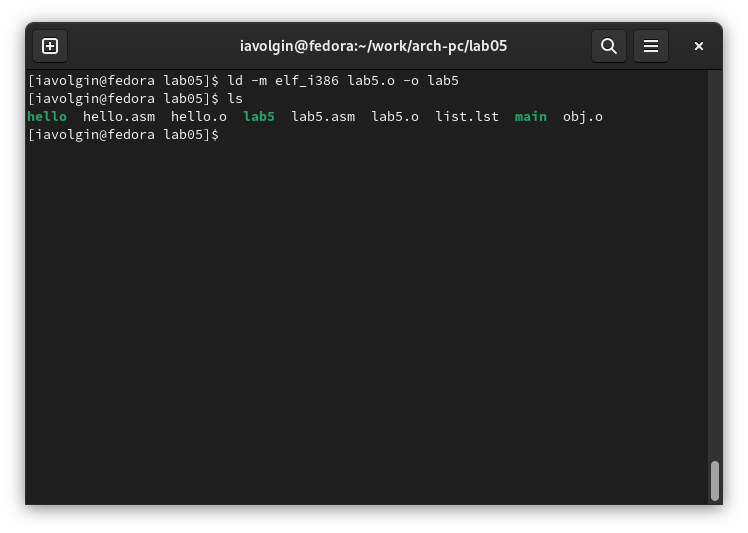 iavolgin@fedora:~/work/arch-pc/lab05
[iavolgin@fedora lab05]$ ld -m elf_i386 lab5.o -o lab5
[iavolgin@fedora lab05]$ ls
hello  hello.asm  hello.o  lab5  lab5.asm  lab5.o  list.lst  main  obj.o
[iavolgin@fedora lab05]$